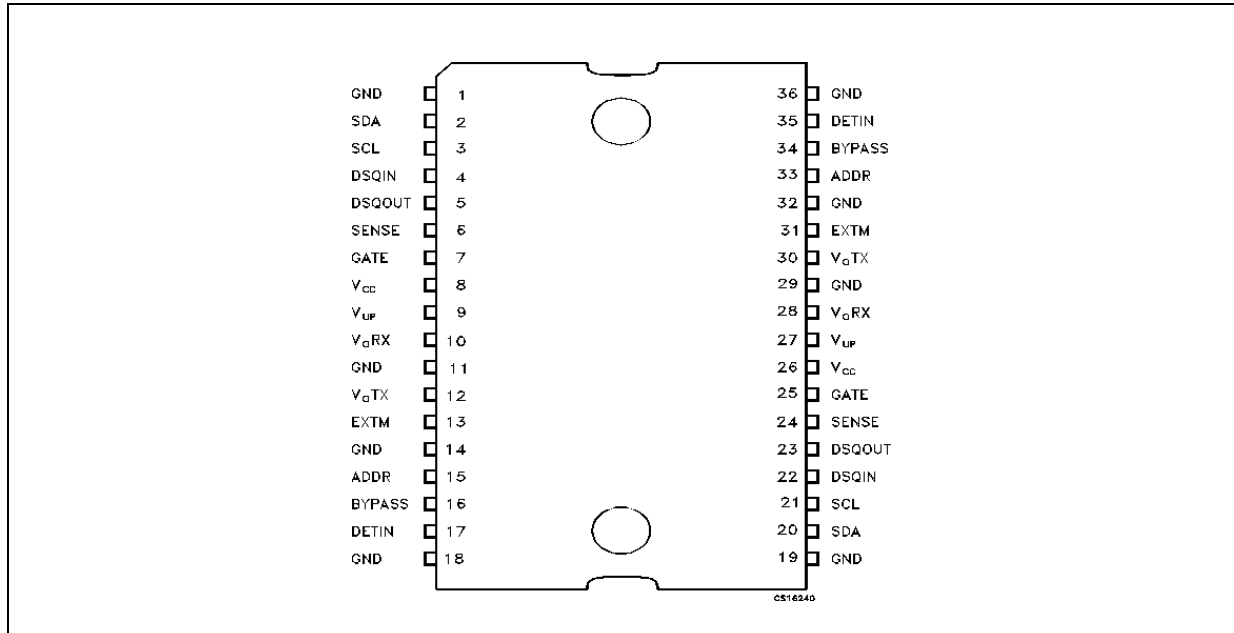 GND 1 36 GND
SDA 2 35 DETIN
SCL 3 34 BYPASS
DSQIN 4 33 ADDR
DSQOUT 5 32 GND
SENSE 6 31 EXTM
GATE 7 30 VOTX
VCC 8 29 GND
VUP 9 28 VORX
VORX 10 27 VUP
GND 11 26 VCC
VOTX 12 25 GATE
EXTM 13 24 SENSE
GND 14 23 DSQOUT
ADDR 15 22 DSQIN
BYPASS 16 21 SCL
DETIN 17 20 SDA
GND 18 19 GND
CS16240